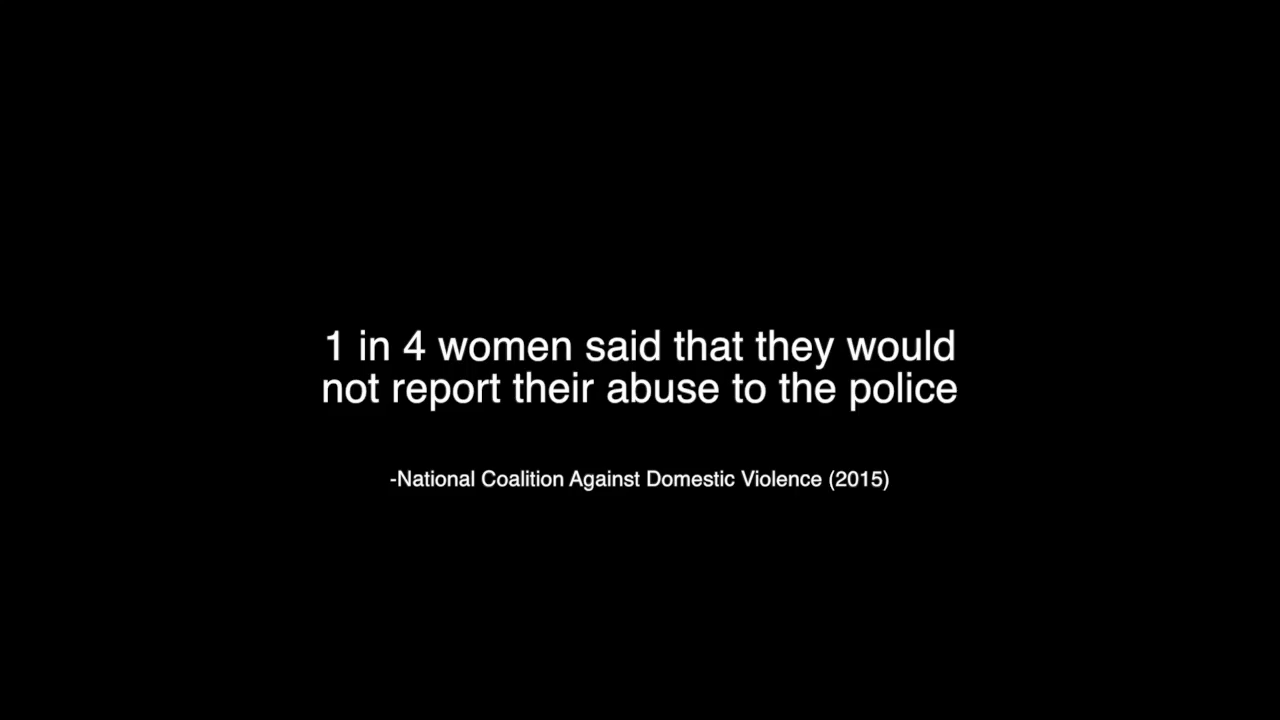 1 in 4 women said that they would
not report their abuse to the police
-National Coalition Against Domestic Violence (2015)